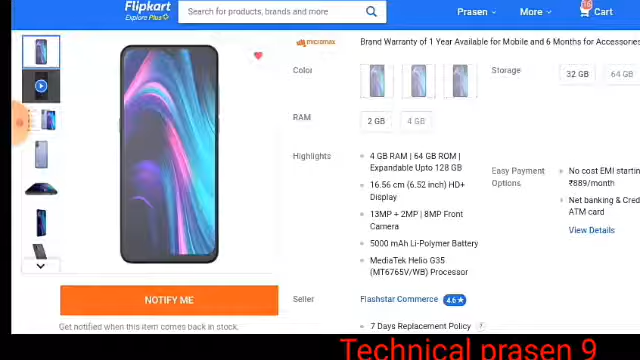 Flipkart
Explore Plus
Search for products, brands and more
Prasen
More
16
Cart
micromax
Brand Warranty of 1 Year Available for Mobile and 6 Months for Accessories
Color
Storage
32 GB
64 GB
RAM
2 GB
4 GB
Highlights
4 GB RAM | 64 GB ROM |
Expandable Upto 128 GB
16.56 cm (6.52 inch) HD+
Display
13MP + 2MP | 8MP Front
Camera
5000 mAh Li-Polymer Battery
MediaTek Helio G35
(MT6765V/WB) Processor
Easy Payment
Options
No cost EMI starting
₹889/month
Net banking & Cred
ATM card
View Details
NOTIFY ME
Get notified when this item comes back in stock.
Seller
Flashstar Commerce
4.6 ★
7 Days Replacement Policy ?
Technical prasen 9